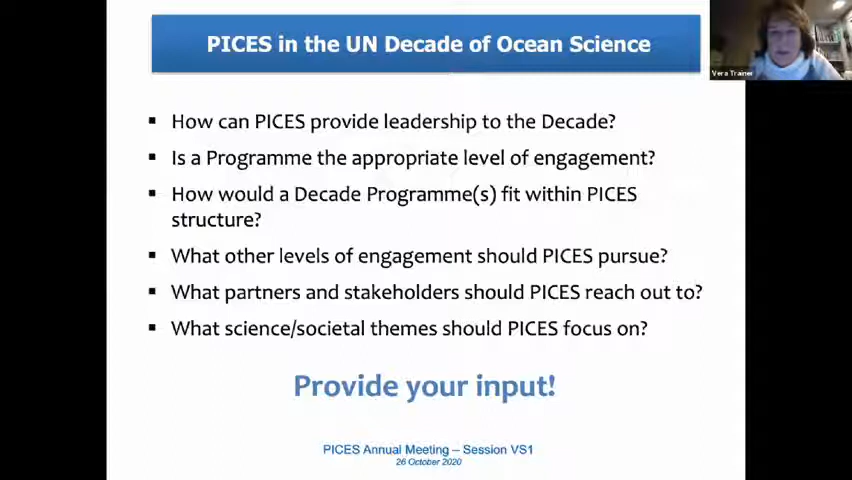 PICES in the UN Decade of Ocean Science
Vera Trainer
▪ How can PICES provide leadership to the Decade?
▪ Is a Programme the appropriate level of engagement?
▪ How would a Decade Programme(s) fit within PICES
structure?
▪ What other levels of engagement should PICES pursue?
▪ What partners and stakeholders should PICES reach out to?
▪ What science/societal themes should PICES focus on?
Provide your input!
PICES Annual Meeting – Session VS1
26 October 2020